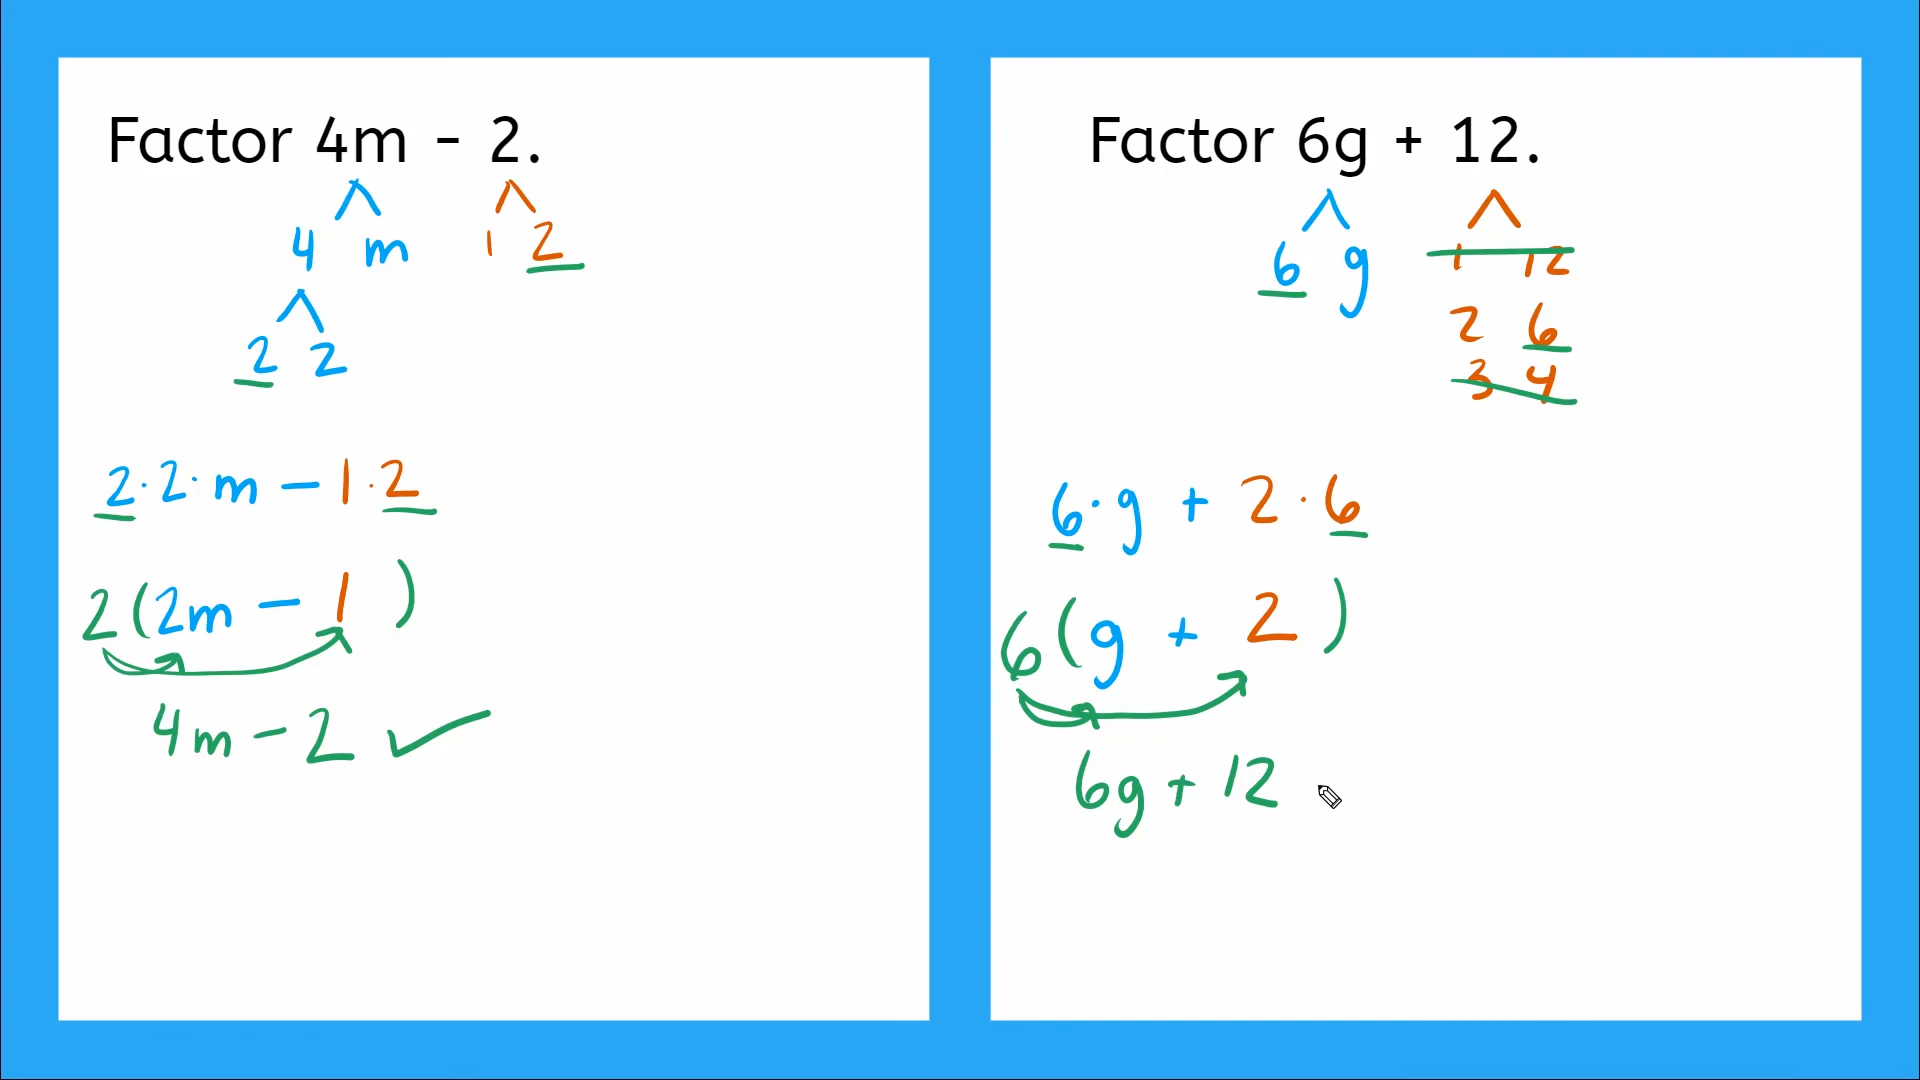 Factor 4m - 2.
4 m 1 2
2 2
2·2·m - 1·2
2(2m - 1)
4m - 2 ✓
Factor 6g + 12.
6 g 1 12
2 6
3 4
6·g + 2·6
6(g + 2)
6g + 12